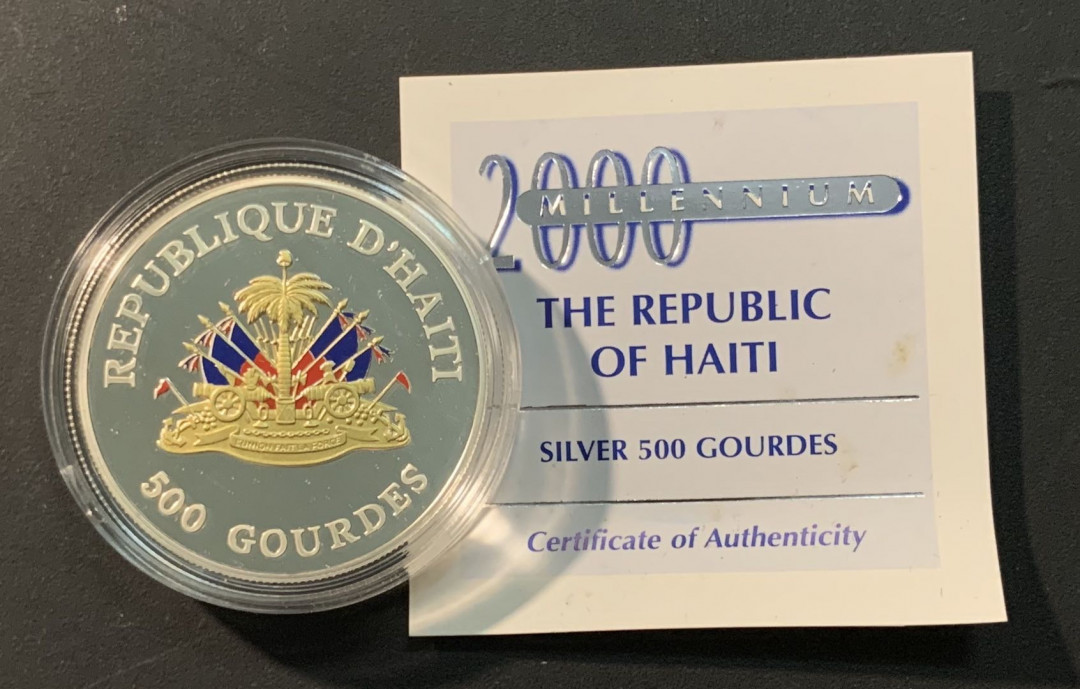 REPUBLIQUE D'HAITI
L'UNION FAIT LA FORCE
500 GOURDES
2000
MILLENNIUM
THE REPUBLIC
OF HAITI
SILVER 500 GOURDES
Certificate of Authenticity